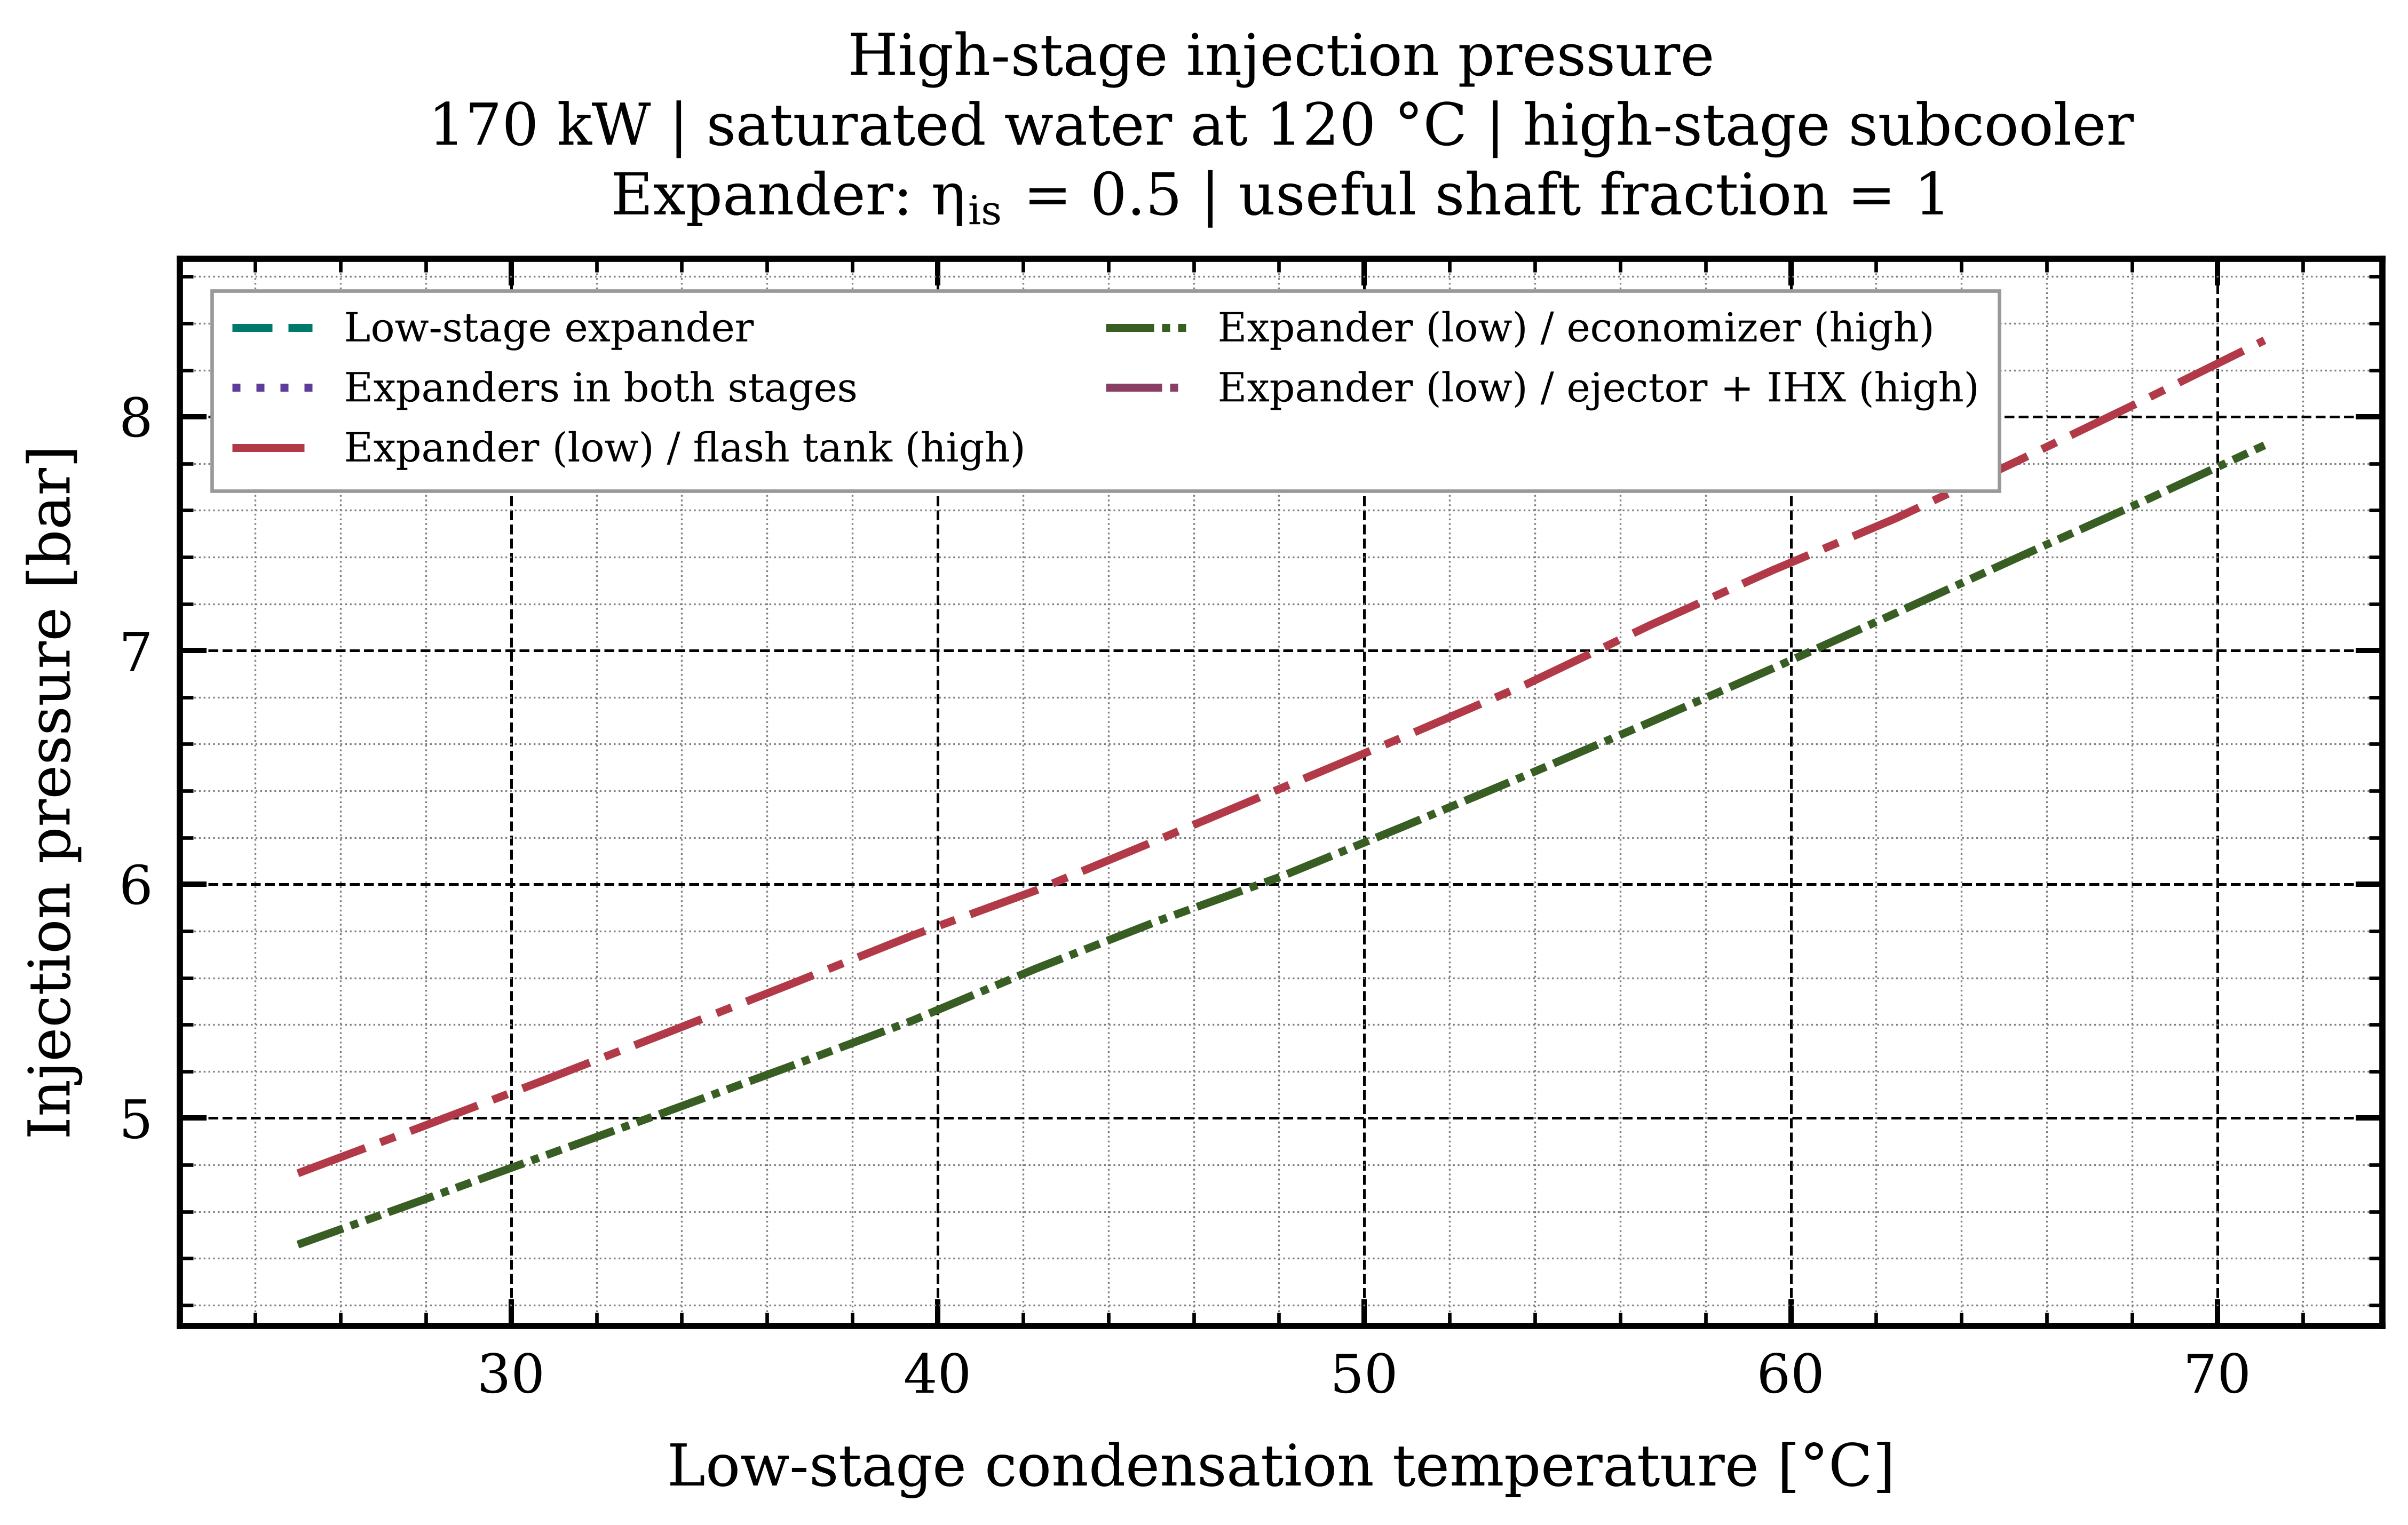 High-stage injection pressure
170 kW | saturated water at 120 °C | high-stage subcooler
Expander: ηis = 0.5 | useful shaft fraction = 1
Low-stage expander
Expanders in both stages
Expander (low) / flash tank (high)
Expander (low) / economizer (high)
Expander (low) / ejector + IHX (high)
Injection pressure [bar]
8
7
6
5
30 40 50 60 70
Low-stage condensation temperature [°C]